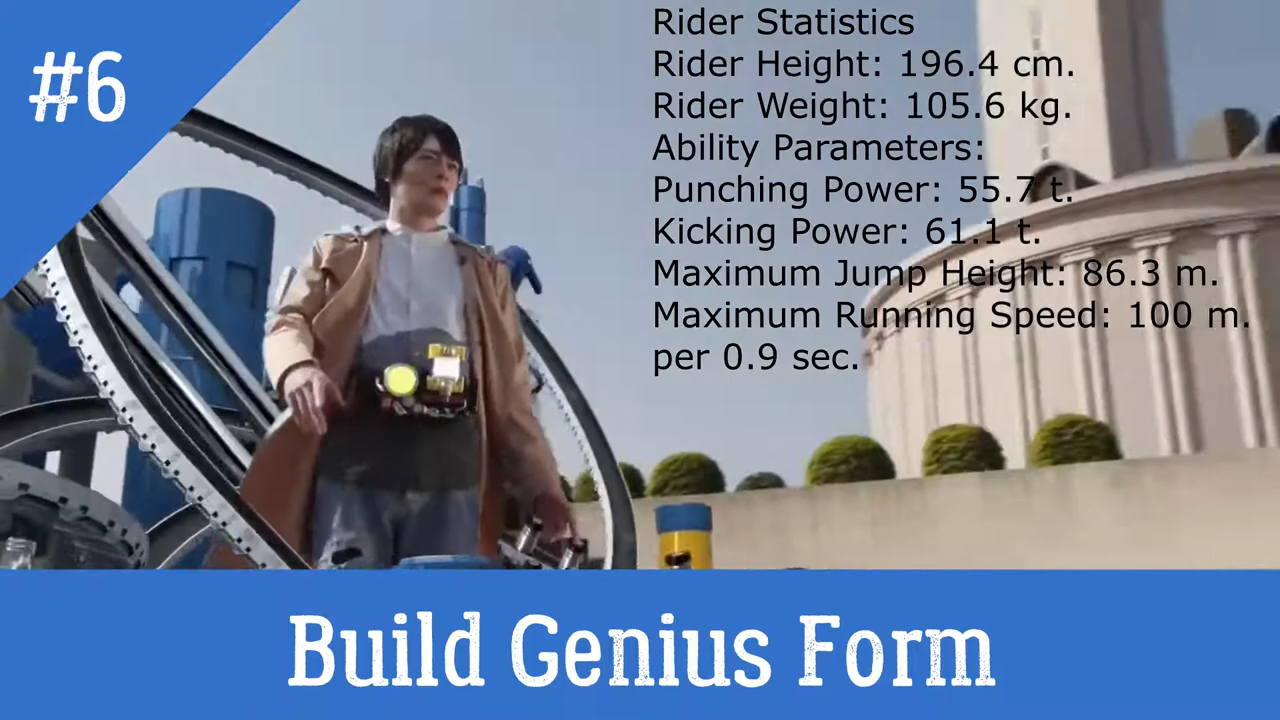 #6
Rider Statistics
Rider Height: 196.4 cm.
Rider Weight: 105.6 kg.
Ability Parameters:
Punching Power: 55.7 t.
Kicking Power: 61.1 t.
Maximum Jump Height: 86.3 m.
Maximum Running Speed: 100 m.
per 0.9 sec.
Build Genius Form